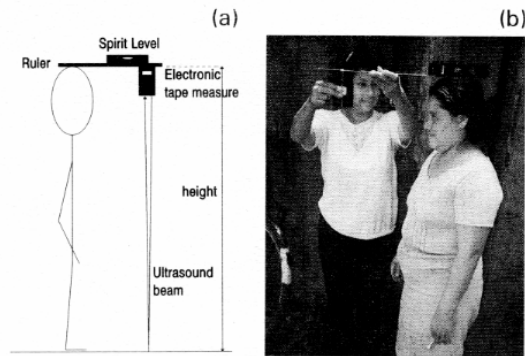 (a)
Spirit Level
Ruler
Electronic
tape measure
height
Ultrasound
beam
(b)